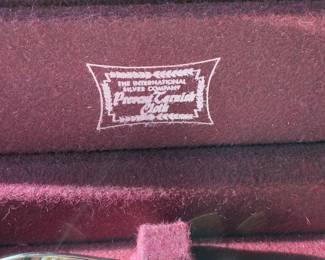 THE INTERNATIONAL
SILVER COMPANY
Prevent Tarnish
Cloth